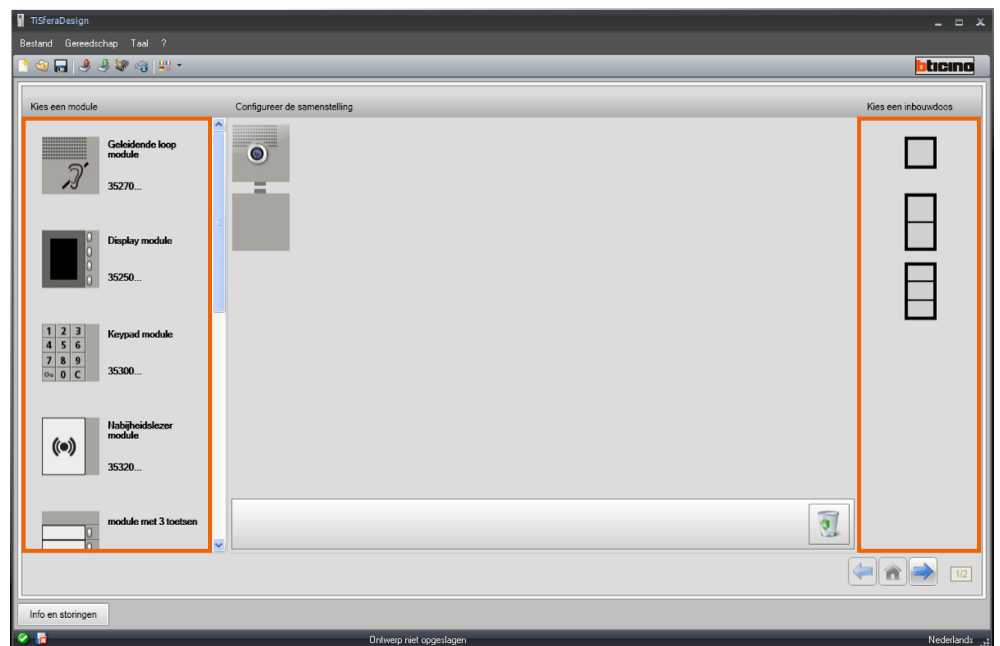 TiSferaDesign
Bestand Gereedschap Taal ?
bticino
Kies een module
Configureer de samenstelling
Kies een inbouwdoos
Geleidende loop
module
35270...
Display module
35250...
1 2 3
4 5 6
7 8 9
0 C
Keypad module
35300...
Nabijheidslezer
module
35320...
module met 3 toetsen
1/2
Info en storingen
Ontwerp niet opgeslagen
Nederlands